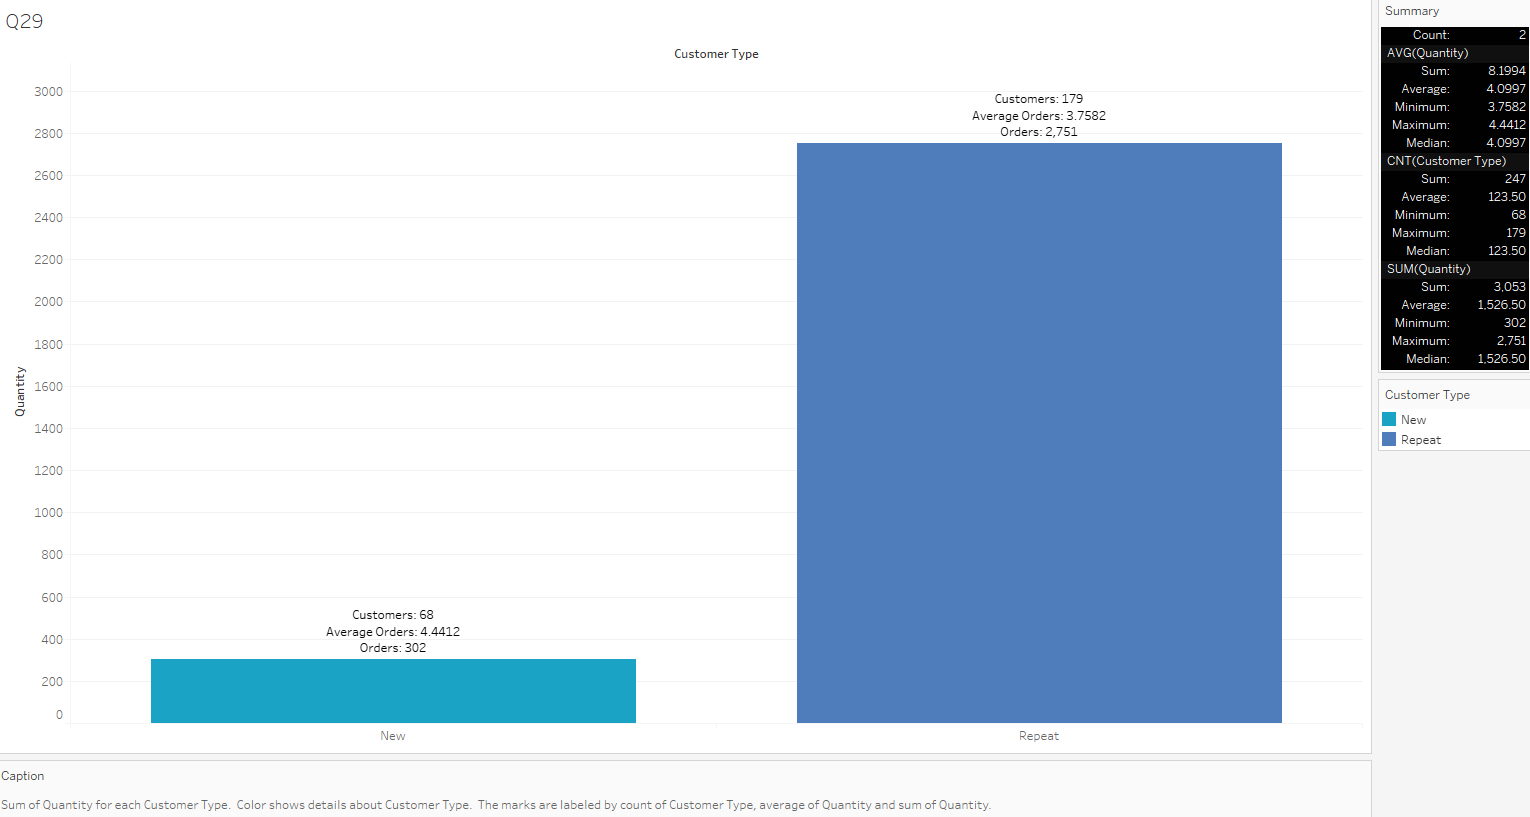 Q29
Customer Type
3000
2800
2600
2400
2200
2000
1800
1600
1400
1200
1000
800
600
400
200
0
Quantity
Customers: 68
Average Orders: 4.4412
Orders: 302
Customers: 179
Average Orders: 3.7582
Orders: 2,751
New
Repeat
Caption
Sum of Quantity for each Customer Type. Color shows details about Customer Type. The marks are labeled by count of Customer Type, average of Quantity and sum of Quantity.
Summary
Count: 2
AVG(Quantity)
Sum: 8.1994
Average: 4.0997
Minimum: 3.7582
Maximum: 4.4412
Median: 4.0997
CNT(Customer Type)
Sum: 247
Average: 123.50
Minimum: 68
Maximum: 179
Median: 123.50
SUM(Quantity)
Sum: 3,053
Average: 1,526.50
Minimum: 302
Maximum: 2,751
Median: 1,526.50
Customer Type
New
Repeat